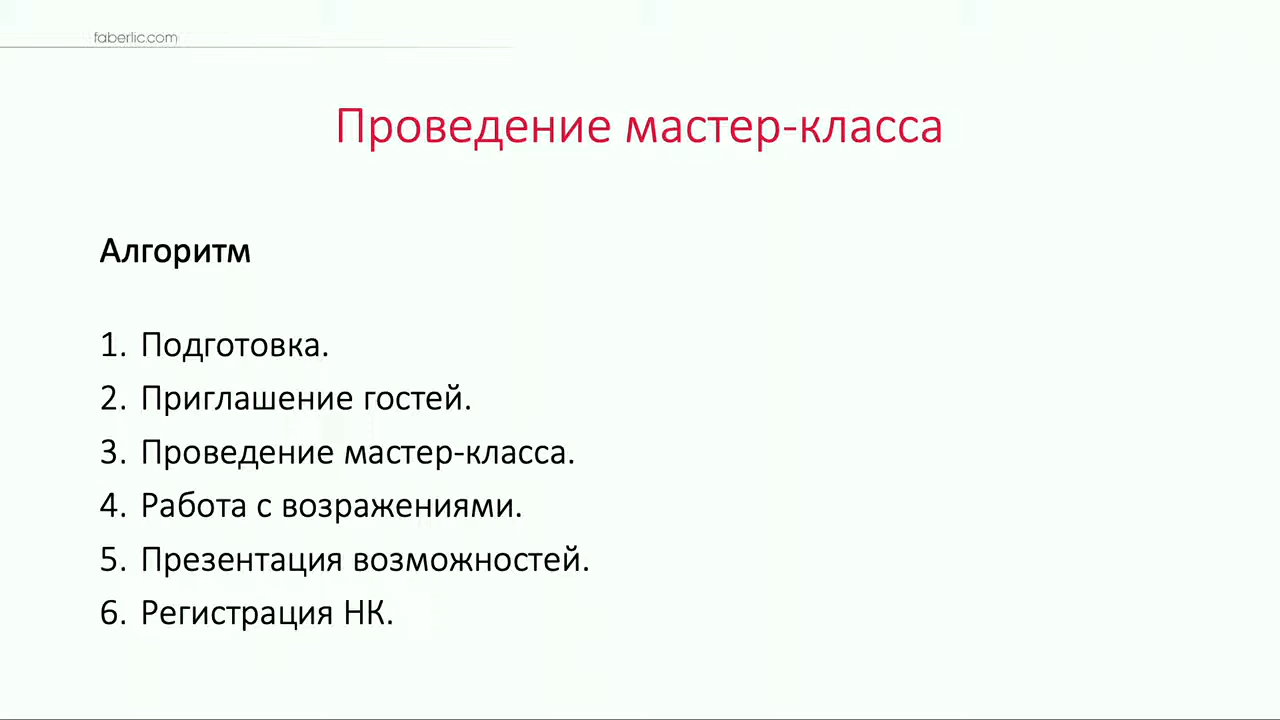 faberlic.com
Проведение мастер-класса
Алгоритм
1. Подготовка.
2. Приглашение гостей.
3. Проведение мастер-класса.
4. Работа с возражениями.
5. Презентация возможностей.
6. Регистрация НК.